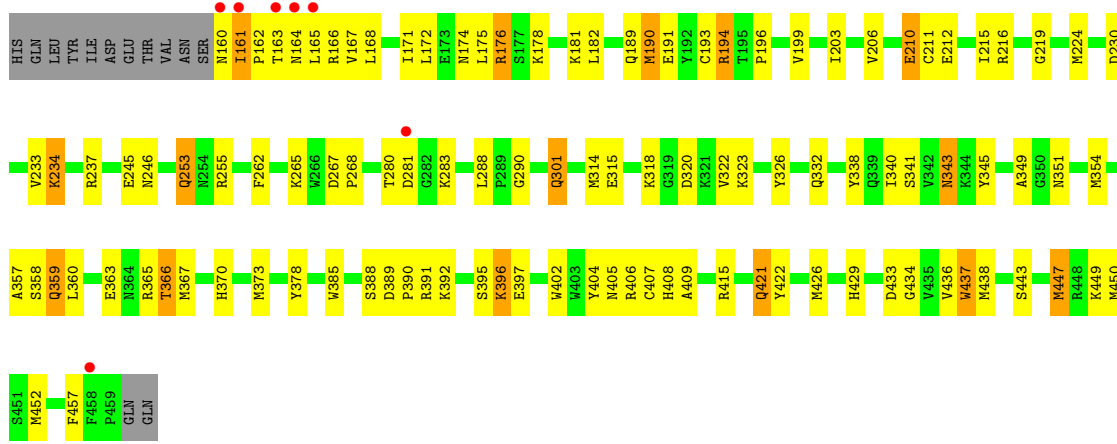 HIS GLN LEU TYR ILE ASP GLU THR VAL ASN SER N160 I161 P162 T163 N164 L165 R166 V167 L168 I171 L172 E173 N174 L175 R176 S177 K178 K181 L182 Q189 M190 E191 Y192 C193 R194 T195 P196 V199 I203 V206 E210 C211 E212 I215 R216 G219 M224 D230
V233 K234 R237 E245 N246 Q253 N254 R255 F262 K265 W266 D267 P268 T280 D281 G282 K283 L288 P289 G290 Q301 M314 E315 K318 G319 D320 K321 V322 K323 Y326 Q332 Y338 Q339 I340 S341 V342 N343 K344 Y345 A349 G350 N351 M354
A357 S358 Q359 L360 E363 N364 R365 T366 M367 H370 M373 Y378 W385 S388 D389 P390 R391 K392 S395 K396 E397 W402 W403 Y404 N405 R406 C407 H408 A409 R415 Q421 Y422 M426 H429 D433 G434 V435 V436 W437 M438 S443 M447 R448 K449 M450
S451 M452 F457 F458 P459 GLN GLN